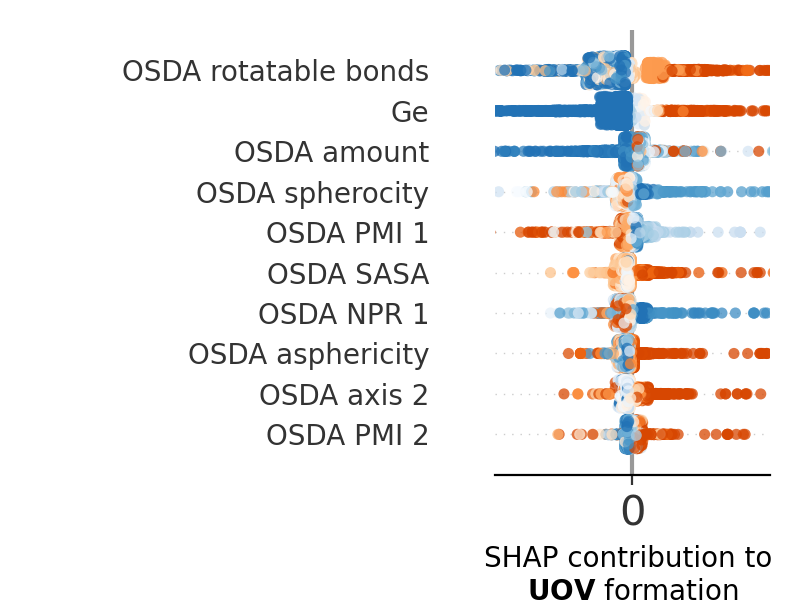 OSDA rotatable bonds
Ge
OSDA amount
OSDA spherocity
OSDA PMI 1
OSDA SASA
OSDA NPR 1
OSDA asphericity
OSDA axis 2
OSDA PMI 2
0
SHAP contribution to
UOV formation